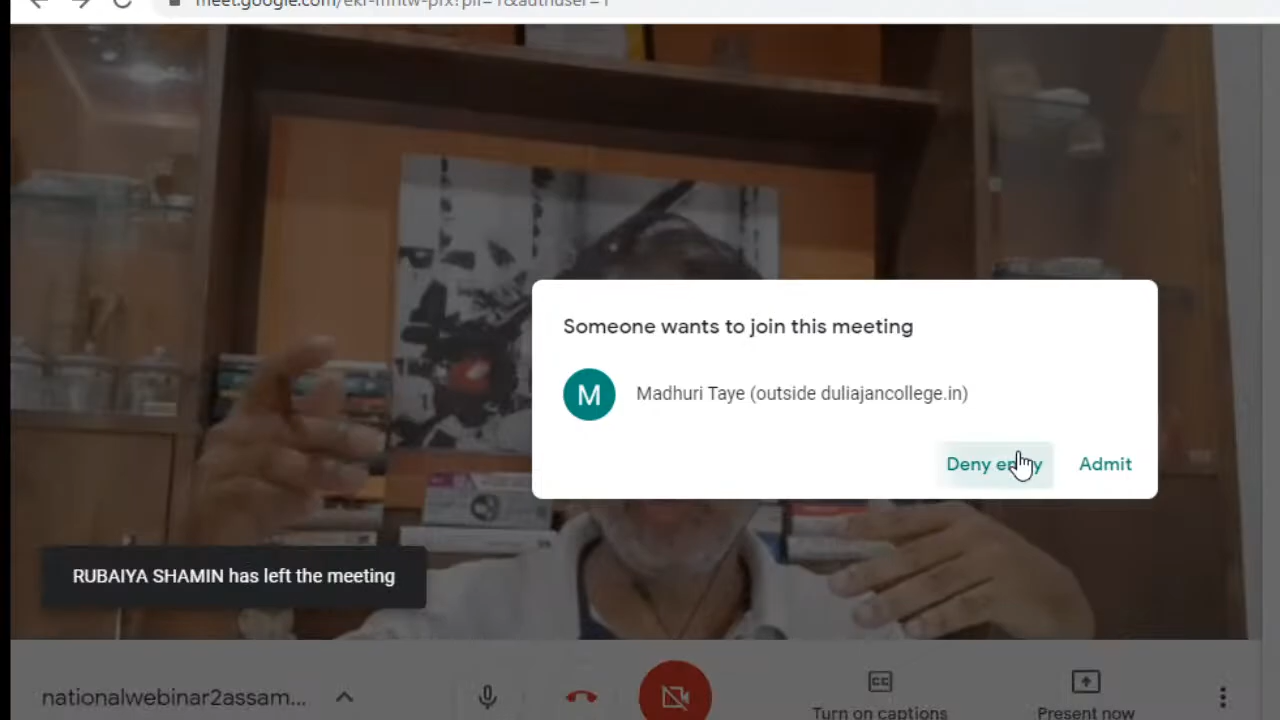 Someone wants to join this meeting
M
Madhuri Taye (outside duliajancollege.in)
Deny entry
Admit
RUBAIYA SHAMIN has left the meeting
nationalwebinar2assam...
CC
Turn on captions
Present now